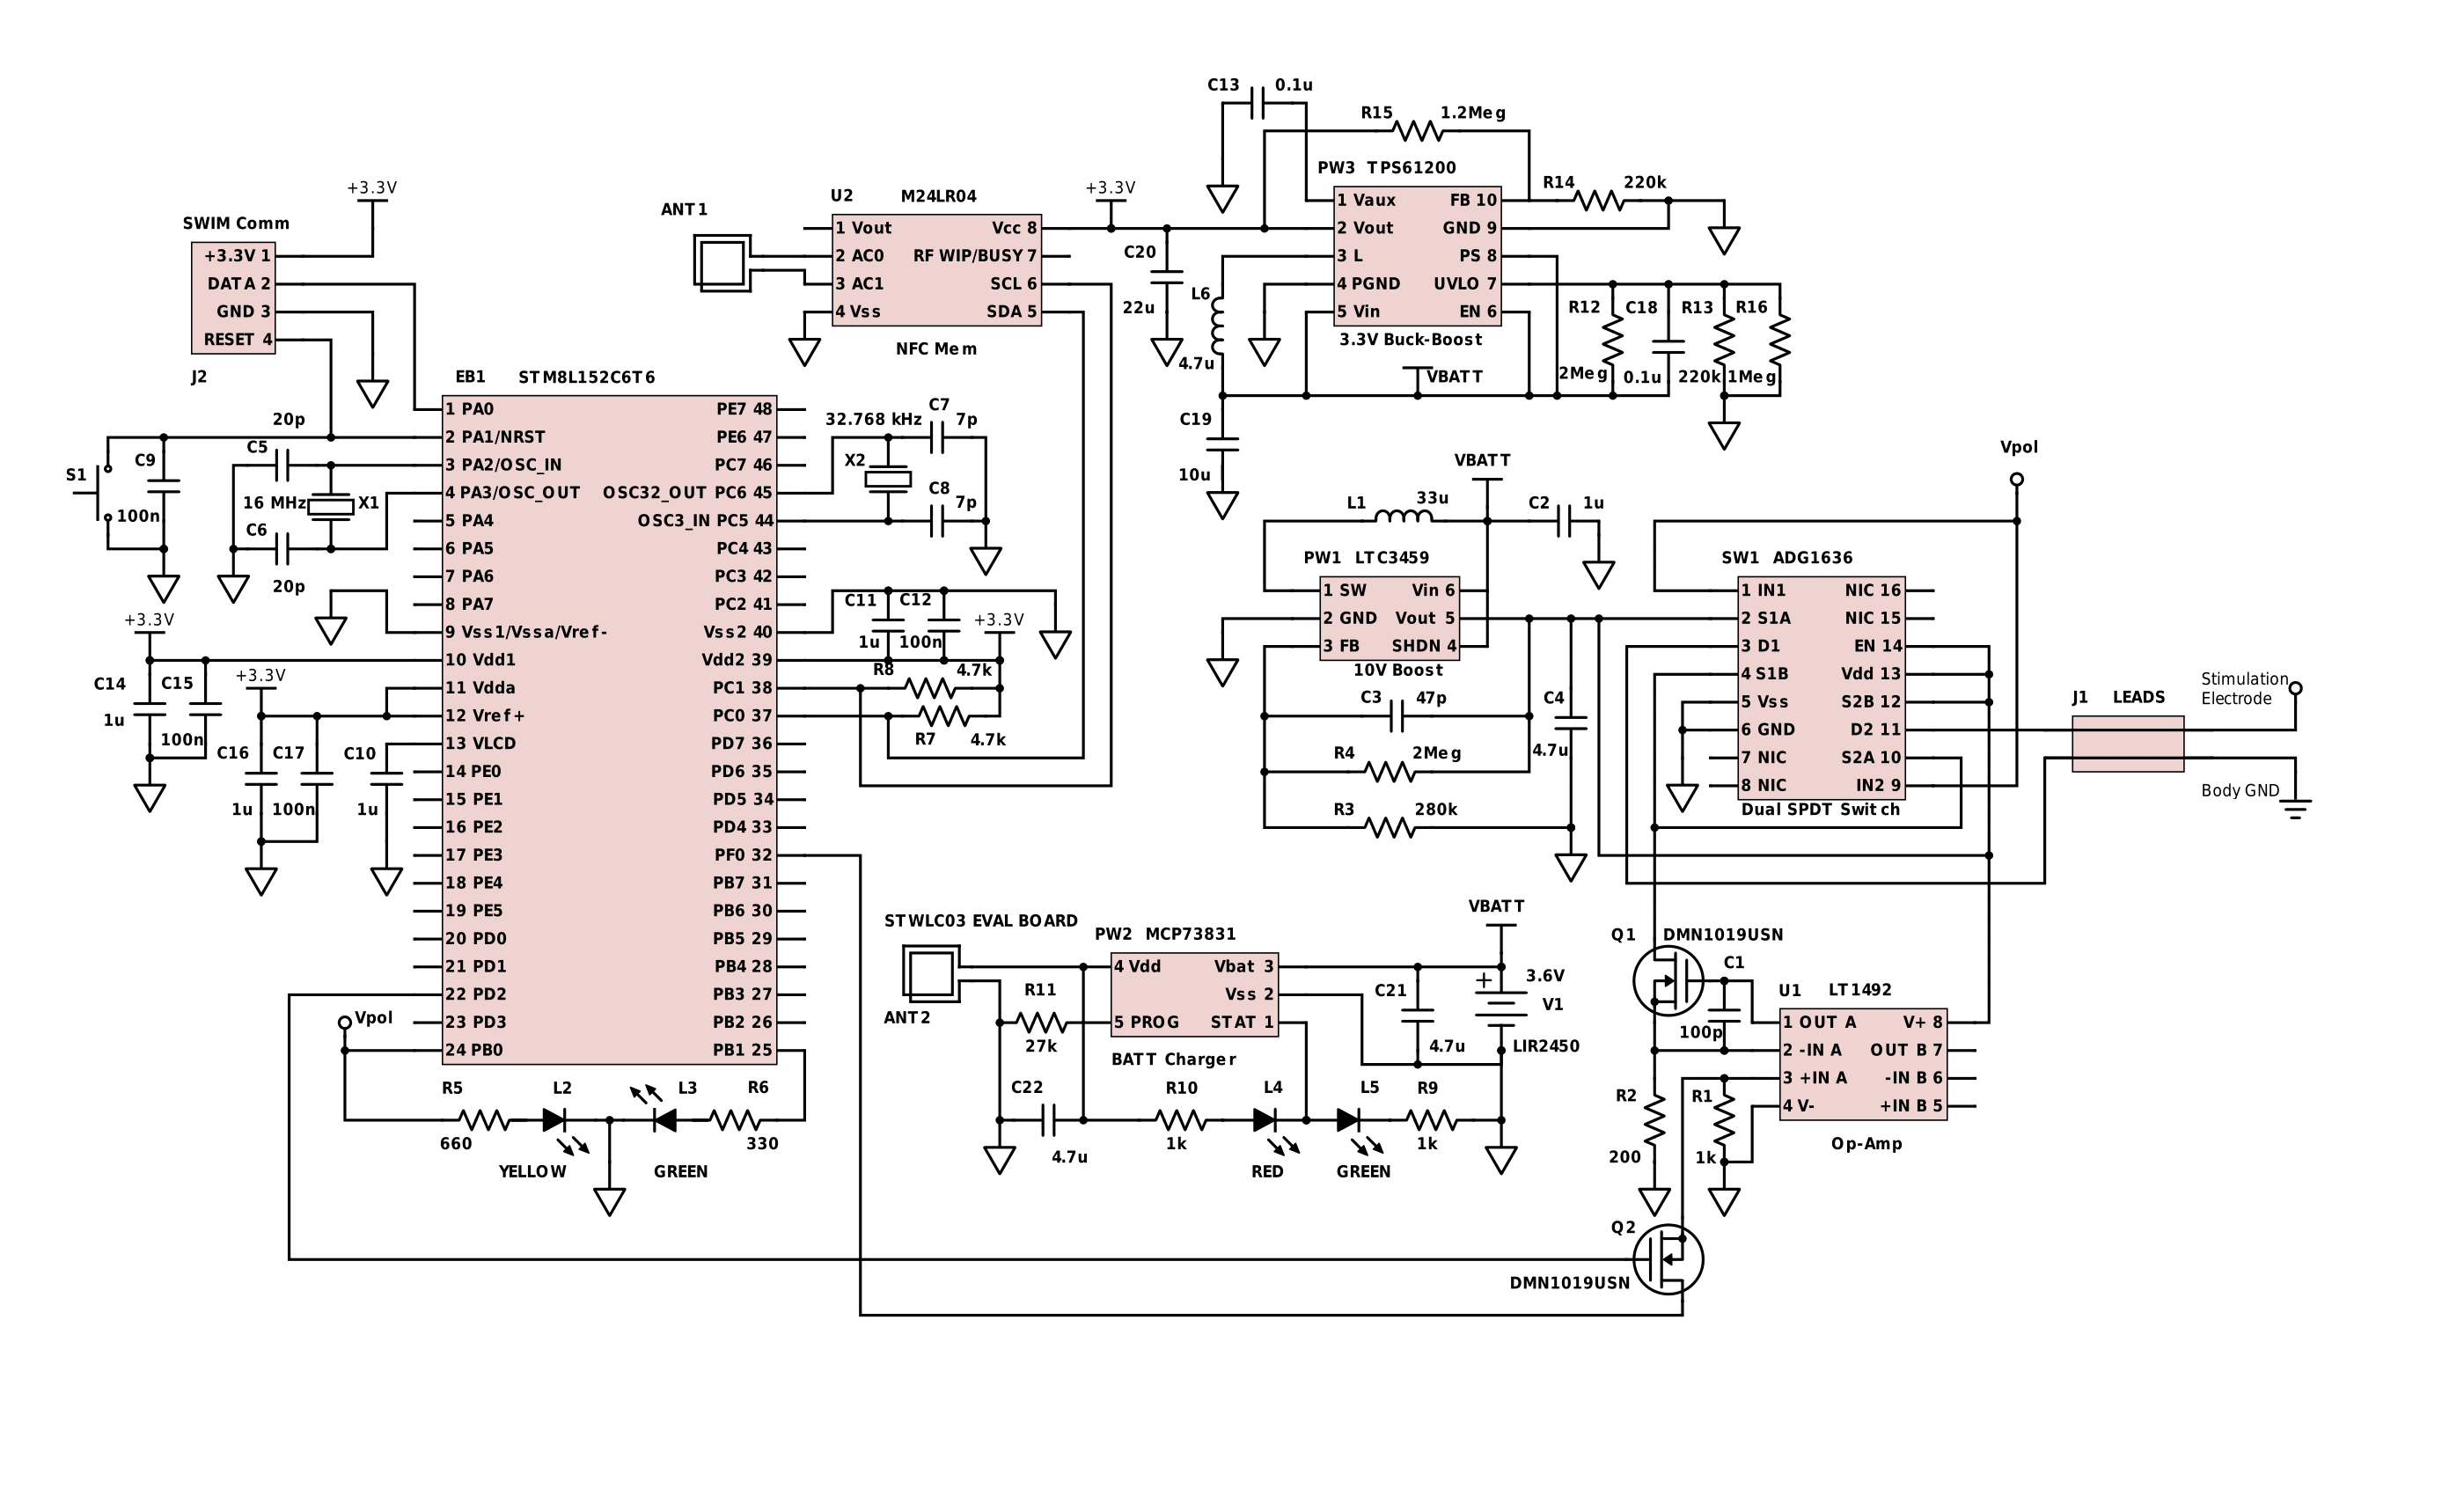 C13 0.1u
R15 1.2Meg
PW3 TPS61200
1 Vaux FB 10
2 Vout GND 9
3 L PS 8
4 PGND UVLO 7
5 Vin EN 6
3.3V Buck-Boost
R14 220k
+3.3V
C20
22u
L6
4.7u
VBATT
R12
2Meg
C18
0.1u
R13
220k
R16
1Meg
C19
10u
+3.3V
SWIM Comm
+3.3V 1
DATA 2
GND 3
RESET 4
J2
ANT1
U2 M24LR04
1 Vout Vcc 8
2 AC0 RF WIP/BUSY 7
3 AC1 SCL 6
4 Vss SDA 5
NFC Mem
EB1 STM8L152C6T6
1 PA0 PE7 48
2 PA1/NRST PE6 47
3 PA2/OSC_IN PC7 46
4 PA3/OSC_OUT OSC32_OUT PC6 45
5 PA4 OSC3_IN PC5 44
6 PA5 PC4 43
7 PA6 PC3 42
8 PA7 PC2 41
9 Vss1/Vssa/Vref- Vss2 40
10 Vdd1 Vdd2 39
11 Vdda PC1 38
12 Vref+ PC0 37
13 VLCD PD7 36
14 PE0 PD6 35
15 PE1 PD5 34
16 PE2 PD4 33
17 PE3 PF0 32
18 PE4 PB7 31
19 PE5 PB6 30
20 PD0 PB5 29
21 PD1 PB4 28
22 PD2 PB3 27
23 PD3 PB2 26
24 PB0 PB1 25
S1
C9
100n
20p
C5
16 MHz X1
C6
20p
+3.3V
C14
1u
C15
100n
+3.3V
C16
1u
C17
100n
C10
1u
32.768 kHz
C7
7p
X2
C8
7p
C11
1u
C12
100n
+3.3V
R8 4.7k
R7 4.7k
Vpol
R5
660
L2
YELLOW
L3
GREEN
R6
330
VBATT
L1 33u
C2 1u
PW1 LTC3459
1 SW Vin 6
2 GND Vout 5
3 FB SHDN 4
10V Boost
C3 47p
C4
4.7u
R4 2Meg
R3 280k
Vpol
SW1 ADG1636
1 IN1 NIC 16
2 S1A NIC 15
3 D1 EN 14
4 S1B Vdd 13
5 Vss S2B 12
6 GND D2 11
7 NIC S2A 10
8 NIC IN2 9
Dual SPDT Switch
J1 LEADS
Stimulation
Electrode
Body GND
STWLC03 EVAL BOARD
ANT2
PW2 MCP73831
4 Vdd Vbat 3
Vss 2
5 PROG STAT 1
BATT Charger
R11
27k
C22
4.7u
R10
1k
L4
RED
L5
GREEN
R9
1k
C21
4.7u
VBATT
+
3.6V
V1
LIR2450
Q1 DMN1019USN
C1
100p
U1 LT1492
1 OUT A V+ 8
2 -IN A OUT B 7
3 +IN A -IN B 6
4 V- +IN B 5
Op-Amp
R2
200
R1
1k
Q2
DMN1019USN